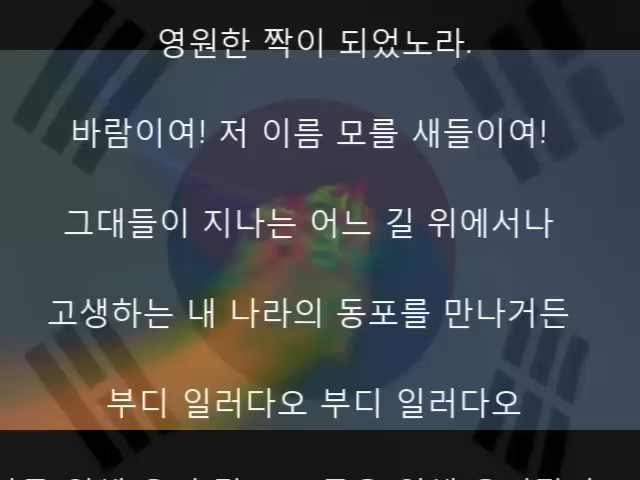 영원한 짝이 되었노라.
바람이여! 저 이름 모를 새들이여!
그대들이 지나는 어느 길 위에서나
고생하는 내 나라의 동포를 만나거든
부디 일러다오 부디 일러다오